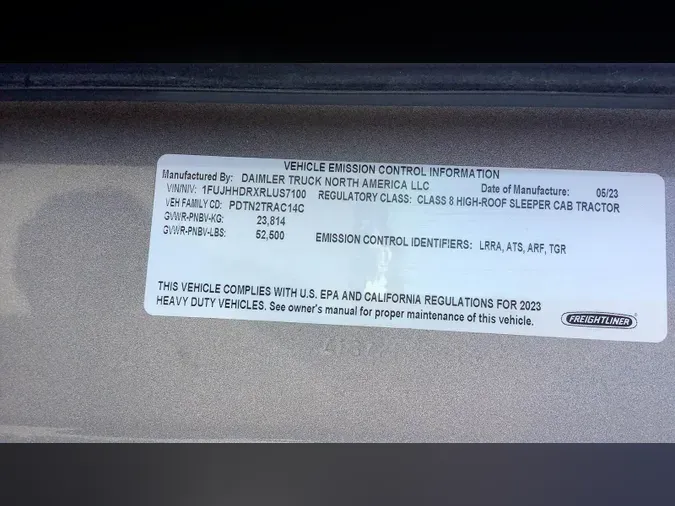 VEHICLE EMISSION CONTROL INFORMATION
Manufactured By: DAIMLER TRUCK NORTH AMERICA LLC Date of Manufacture: 05/23
VIN/NIV: 1FUJHHDRXRLUS7100 REGULATORY CLASS: CLASS 8 HIGH-ROOF SLEEPER CAB TRACTOR
VEH FAMILY CD: PDTN2TRAC14C
GVWR-PNBV-KG: 23,814
GVWR-PNBV-LBS: 52,500 EMISSION CONTROL IDENTIFIERS: LRRA, ATS, ARF, TGR
THIS VEHICLE COMPLIES WITH U.S. EPA AND CALIFORNIA REGULATIONS FOR 2023
HEAVY DUTY VEHICLES. See owner's manual for proper maintenance of this vehicle.
FREIGHTLINER